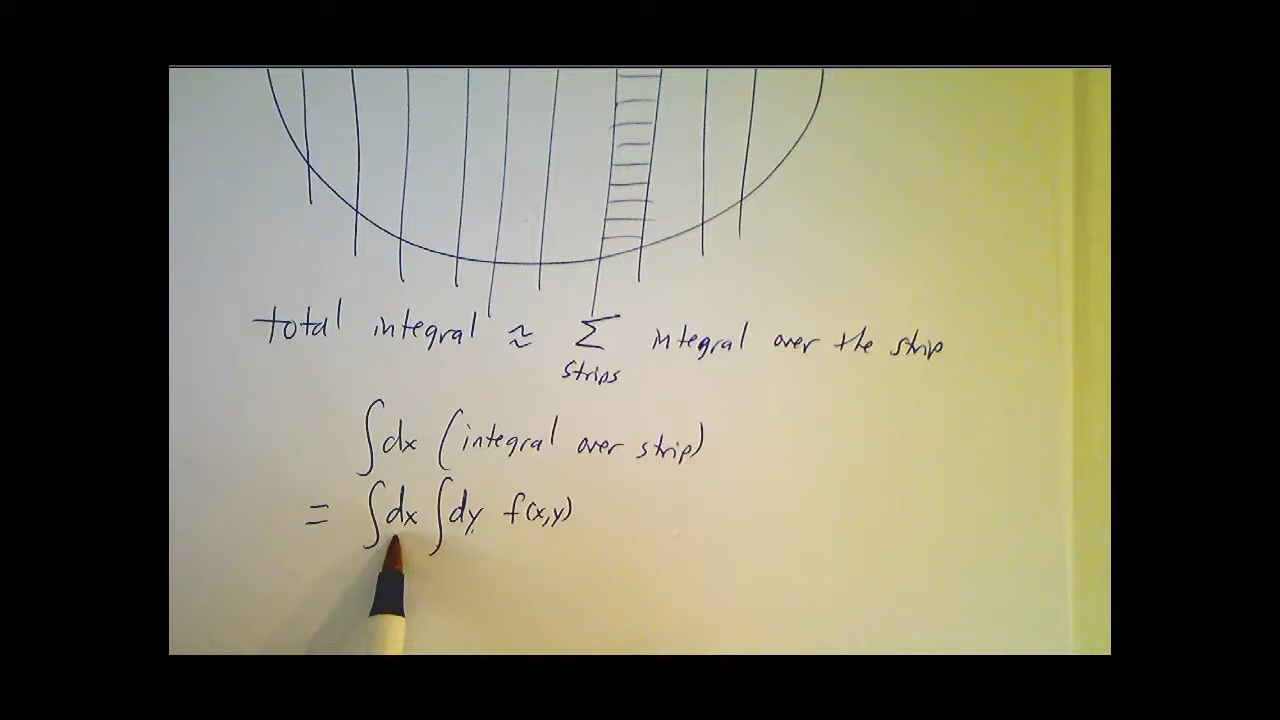 total integral ≈ ∑ integral over the strip
strips
∫dx (integral over strip)
= ∫dx ∫dy f(x,y)